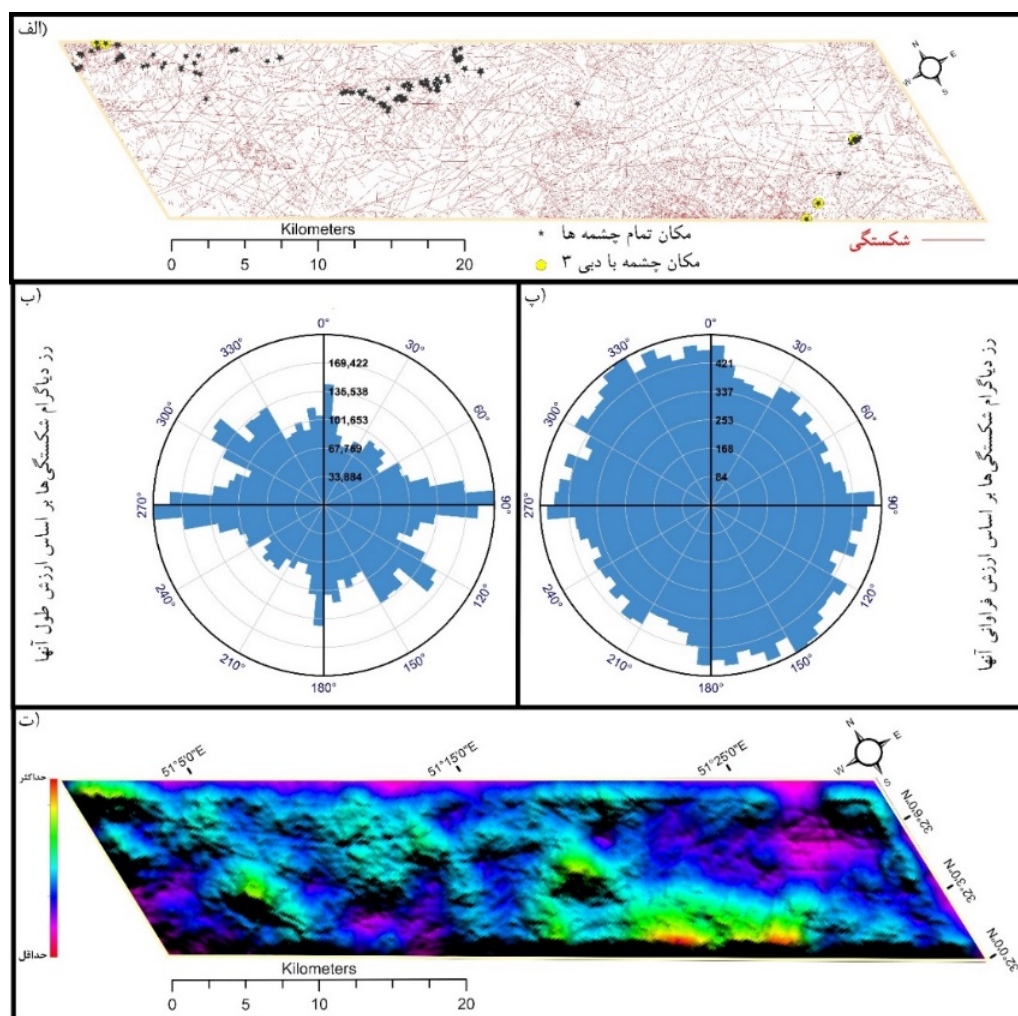 الف)
N
E
W
S
Kilometers
0 5 10 20
* مکان تمام چشمه ها
مکان چشمه با دبی ۳
شکستگی
ب)
رز دیاگرام شکستگی‌ها بر اساس ارزش طول آنها
0°
30°
60°
90°
120°
150°
180°
210°
240°
270°
300°
330°
169,422
135,538
101,653
67,769
33,884
پ)
رز دیاگرام شکستگی‌ها بر اساس ارزش فراوانی آنها
0°
30°
60°
90°
120°
150°
180°
210°
240°
270°
300°
330°
421
337
253
168
84
ت)
حداکثر
حداقل
51°5'0"E
51°15'0"E
51°25'0"E
N
E
W
S
32°6'0"N
32°3'0"N
32°0'0"N
Kilometers
0 5 10 20